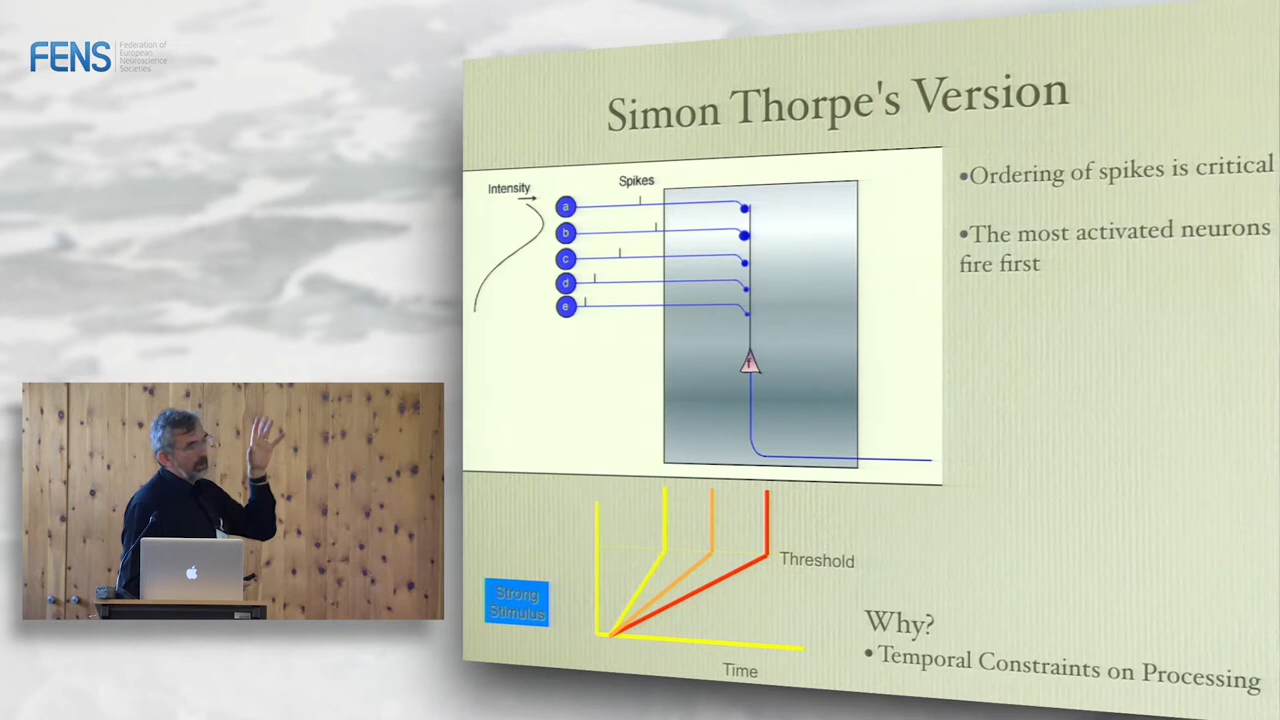 FENS
Federation of
European
Neuroscience
Societies
Simon Thorpe's Version
Intensity
Spikes
a
b
c
d
e
f
•Ordering of spikes is critical
•The most activated neurons
fire first
Threshold
Strong
Stimulus
Time
Why?
• Temporal Constraints on Processing